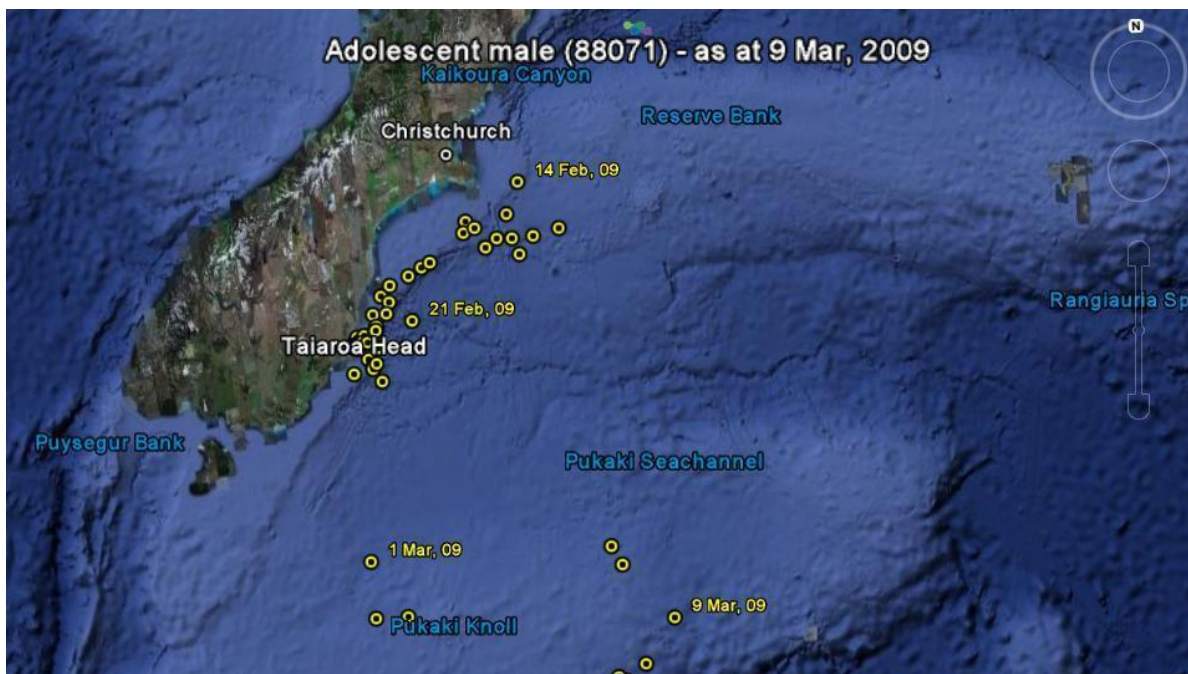 N
Adolescent male (88071) - as at 9 Mar, 2009
Kaikoura Canyon
Reserve Bank
Christchurch
14 Feb, 09
Rangiauria Sp
21 Feb, 09
Taiaroa Head
Puysegur Bank
Pukaki Seachannel
1 Mar, 09
9 Mar, 09
Pukaki Knoll